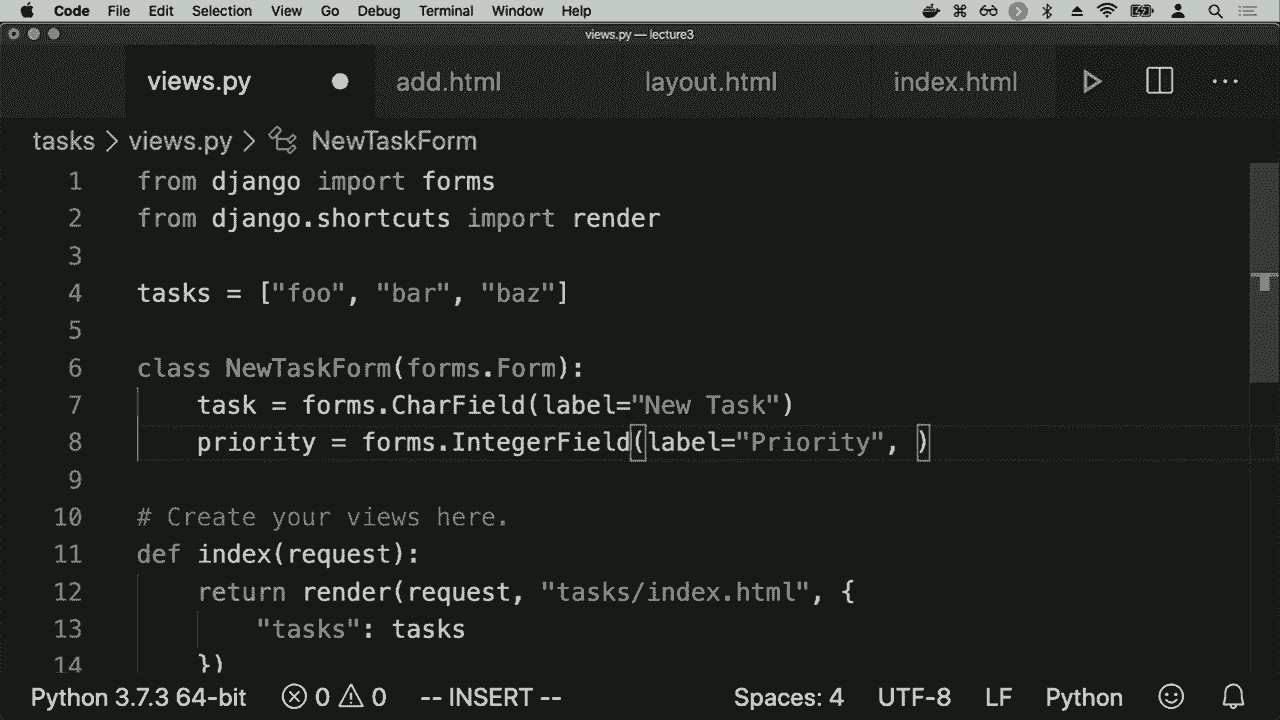 Code File Edit Selection View Go Debug Terminal Window Help
views.py — lecture3
views.py add.html layout.html index.html
tasks > views.py > NewTaskForm
1 from django import forms
2 from django.shortcuts import render
3
4 tasks = ["foo", "bar", "baz"]
5
6 class NewTaskForm(forms.Form):
7     task = forms.CharField(label="New Task")
8     priority = forms.IntegerField(label="Priority", )
9
10 # Create your views here.
11 def index(request):
12     return render(request, "tasks/index.html", {
13         "tasks": tasks
14     })
Python 3.7.3 64-bit 0 0 -- INSERT -- Spaces: 4 UTF-8 LF Python